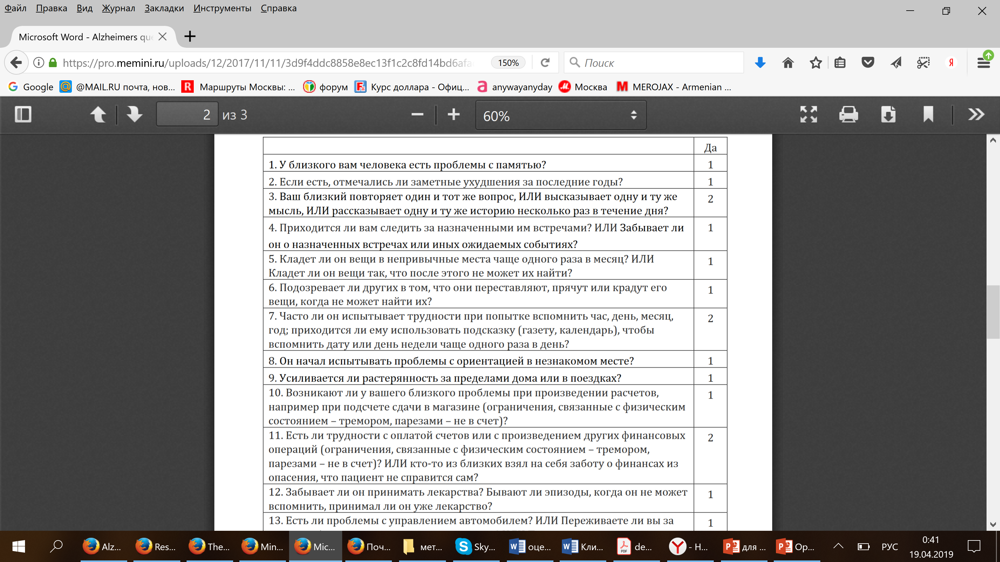 Файл Правка Вид Журнал Закладки Инструменты Справка
Microsoft Word - Alzheimers que
https://pro.memini.ru/uploads/12/2017/11/11/3d9f4ddc8858e8ec13f1c2c8fd14bd6afa 150% Поиск
Google @MAIL.RU почта, нов... Маршруты Москвы: ... форум Курс доллара - Офиц... anywayanyday Москва MEROJAX - Armenian ...
2 из 3 60%
Да
1. У близкого вам человека есть проблемы с памятью? 1
2. Если есть, отмечались ли заметные ухудшения за последние годы? 1
3. Ваш близкий повторяет один и тот же вопрос, ИЛИ высказывает одну и ту же 2
мысль, ИЛИ рассказывает одну и ту же историю несколько раз в течение дня?
4. Приходится ли вам следить за назначенными им встречами? ИЛИ Забывает ли 1
он о назначенных встречах или иных ожидаемых событиях?
5. Кладет ли он вещи в непривычные места чаще одного раза в месяц? ИЛИ 1
Кладет ли он вещи так, что после этого не может их найти?
6. Подозревает ли других в том, что они переставляют, прячут или крадут его 1
вещи, когда не может найти их?
7. Часто ли он испытывает трудности при попытке вспомнить час, день, месяц, 2
год; приходится ли ему использовать подсказку (газету, календарь), чтобы
вспомнить дату или день недели чаще одного раза в день?
8. Он начал испытывать проблемы с ориентацией в незнакомом месте? 1
9. Усиливается ли растерянность за пределами дома или в поездках? 1
10. Возникают ли у вашего близкого проблемы при произведении расчетов, 1
например при подсчете сдачи в магазине (ограничения, связанные с физическим
состоянием – тремором, парезами – не в счет)?
11. Есть ли трудности с оплатой счетов или с произведением других финансовых 2
операций (ограничения, связанные с физическим состоянием – тремором,
парезами – не в счет)? ИЛИ кто-то из близких взял на себя заботу о финансах из
опасения, что пациент не справится сам?
12. Забывает ли он принимать лекарства? Бывают ли эпизоды, когда он не может 1
вспомнить, принимал ли он уже лекарство?
13. Есть ли проблемы с управлением автомобилем? ИЛИ Переживаете ли вы за 1
Alz... Res... The... Min... Mic... Поч... мет... Sky... оце... Кли... de... - Н... для ... Ор... РУС 0:41
19.04.2019